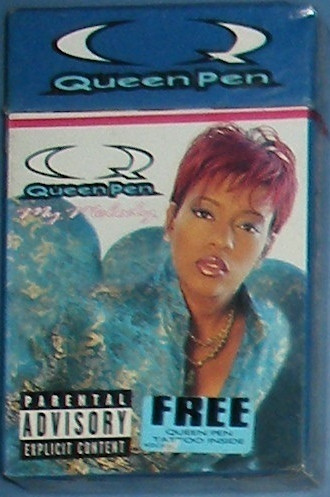 Queen Pen
Queen Pen
My Melody
PARENTAL
ADVISORY
EXPLICIT CONTENT
FREE
QUEEN PEN
TATTOO INSIDE